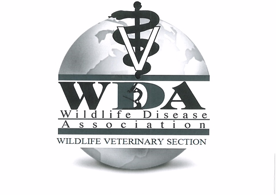 V
WDA
Wildlife Disease
Association
WILDLIFE VETERINARY SECTION